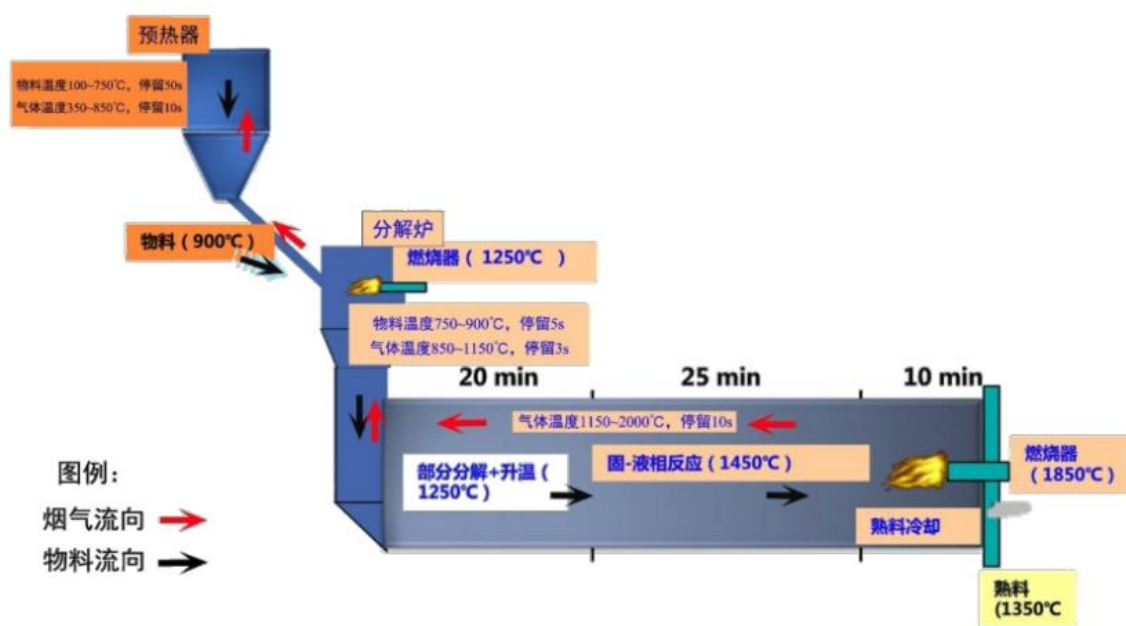 预热器
物料温度100~750℃，停留50s
气体温度350~850℃，停留10s
物料（900℃）
分解炉
燃烧器（ 1250℃ ）
物料温度750~900℃，停留5s
气体温度850~1150℃，停留3s
20 min
25 min
10 min
气体温度1150~2000℃，停留10s
部分分解+升温（
1250℃）
固-液相反应（1450℃）
燃烧器
（1850℃）
熟料冷却
熟料
(1350℃
图例：
烟气流向
物料流向